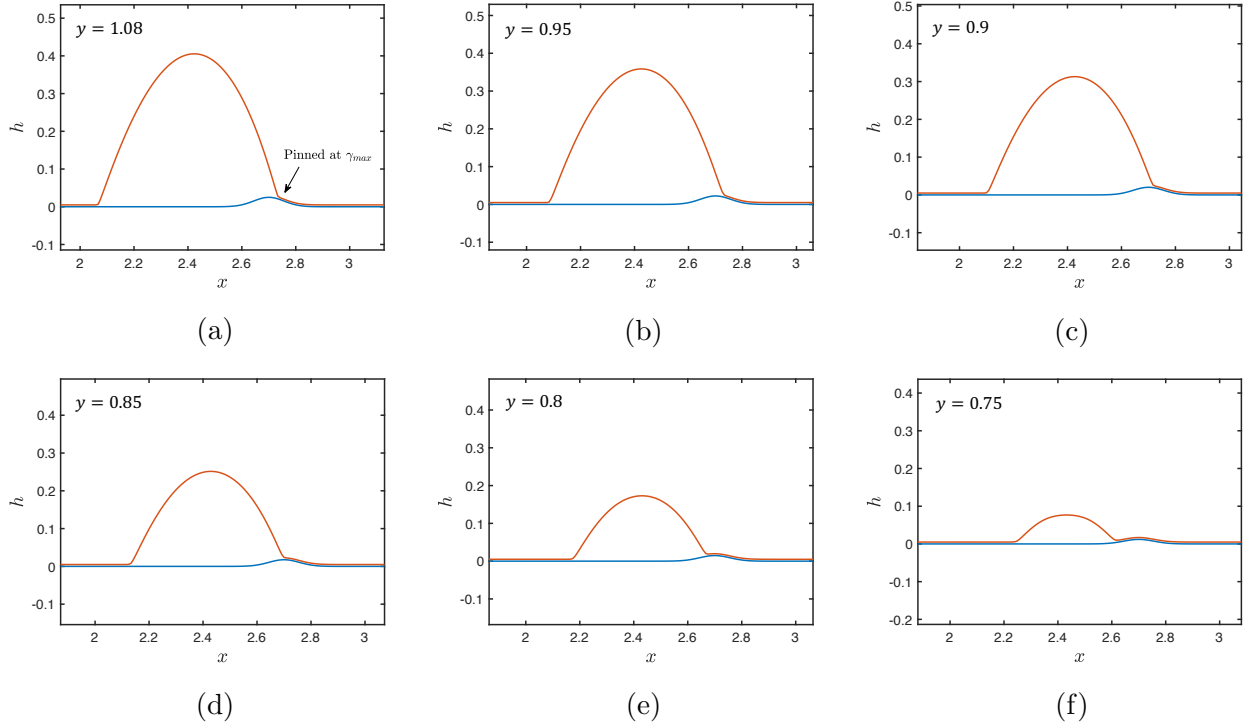 y = 1.08
0.5
0.4
0.3
0.2
0.1
0
-0.1
h
Pinned at γmax
2 2.2 2.4 2.6 2.8 3
x
(a)
y = 0.95
0.5
0.4
0.3
0.2
0.1
0
-0.1
h
2 2.2 2.4 2.6 2.8 3
x
(b)
y = 0.9
0.5
0.4
0.3
0.2
0.1
0
-0.1
h
2 2.2 2.4 2.6 2.8 3
x
(c)
y = 0.85
0.4
0.3
0.2
0.1
0
-0.1
h
2 2.2 2.4 2.6 2.8 3
x
(d)
y = 0.8
0.4
0.3
0.2
0.1
0
-0.1
h
2 2.2 2.4 2.6 2.8 3
x
(e)
y = 0.75
0.4
0.3
0.2
0.1
0
-0.1
-0.2
h
2 2.2 2.4 2.6 2.8 3
x
(f)